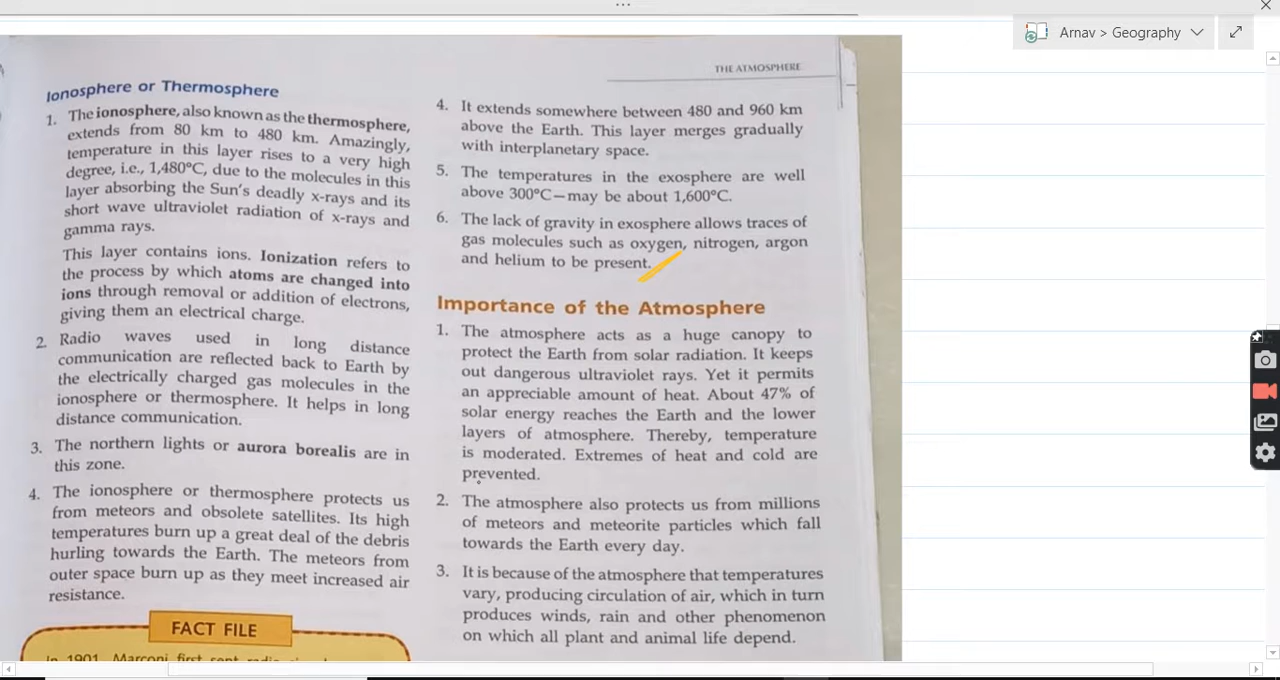 Arnav > Geography
THE ATMOSPHERE
Ionosphere or Thermosphere
1. The ionosphere, also known as the thermosphere,
extends from 80 km to 480 km. Amazingly,
temperature in this layer rises to a very high
degree, i.e., 1,480°C, due to the molecules in this
layer absorbing the Sun's deadly x-rays and its
short wave ultraviolet radiation of x-rays and
gamma rays.
This layer contains ions. Ionization refers to
the process by which atoms are changed into
ions through removal or addition of electrons,
giving them an electrical charge.
2. Radio waves used in long distance
communication are reflected back to Earth by
the electrically charged gas molecules in the
ionosphere or thermosphere. It helps in long
distance communication.
3. The northern lights or aurora borealis are in
this zone.
4. The ionosphere or thermosphere protects us
from meteors and obsolete satellites. Its high
temperatures burn up a great deal of the debris
hurling towards the Earth. The meteors from
outer space burn up as they meet increased air
resistance.
FACT FILE
In 1901, Marconi first sent
4. It extends somewhere between 480 and 960 km
above the Earth. This layer merges gradually
with interplanetary space.
5. The temperatures in the exosphere are well
above 300°C—may be about 1,600°C.
6. The lack of gravity in exosphere allows traces of
gas molecules such as oxygen, nitrogen, argon
and helium to be present.
Importance of the Atmosphere
1. The atmosphere acts as a huge canopy to
protect the Earth from solar radiation. It keeps
out dangerous ultraviolet rays. Yet it permits
an appreciable amount of heat. About 47% of
solar energy reaches the Earth and the lower
layers of atmosphere. Thereby, temperature
is moderated. Extremes of heat and cold are
prevented.
2. The atmosphere also protects us from millions
of meteors and meteorite particles which fall
towards the Earth every day.
3. It is because of the atmosphere that temperatures
vary, producing circulation of air, which in turn
produces winds, rain and other phenomenon
on which all plant and animal life depend.